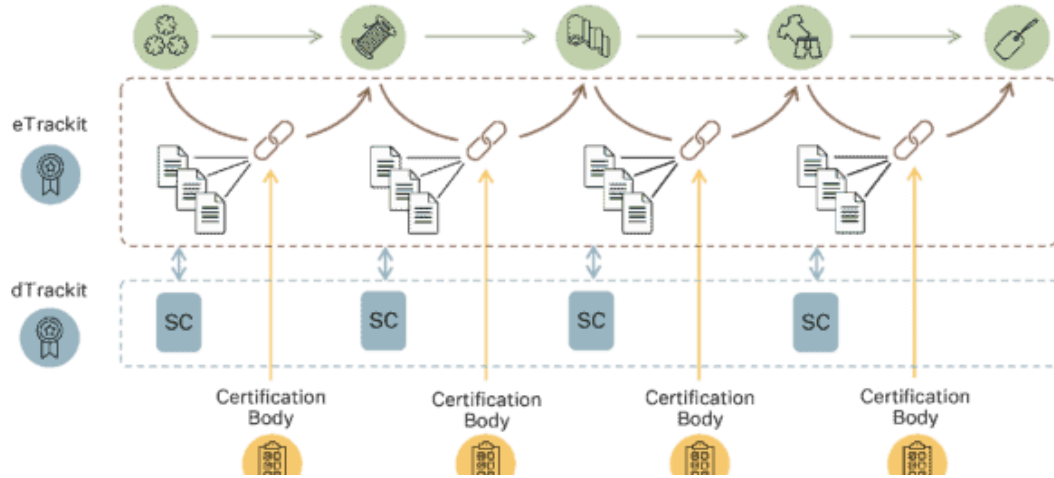 eTrackit
dTrackit
SC
SC
SC
SC
Certification
Body
Certification
Body
Certification
Body
Certification
Body